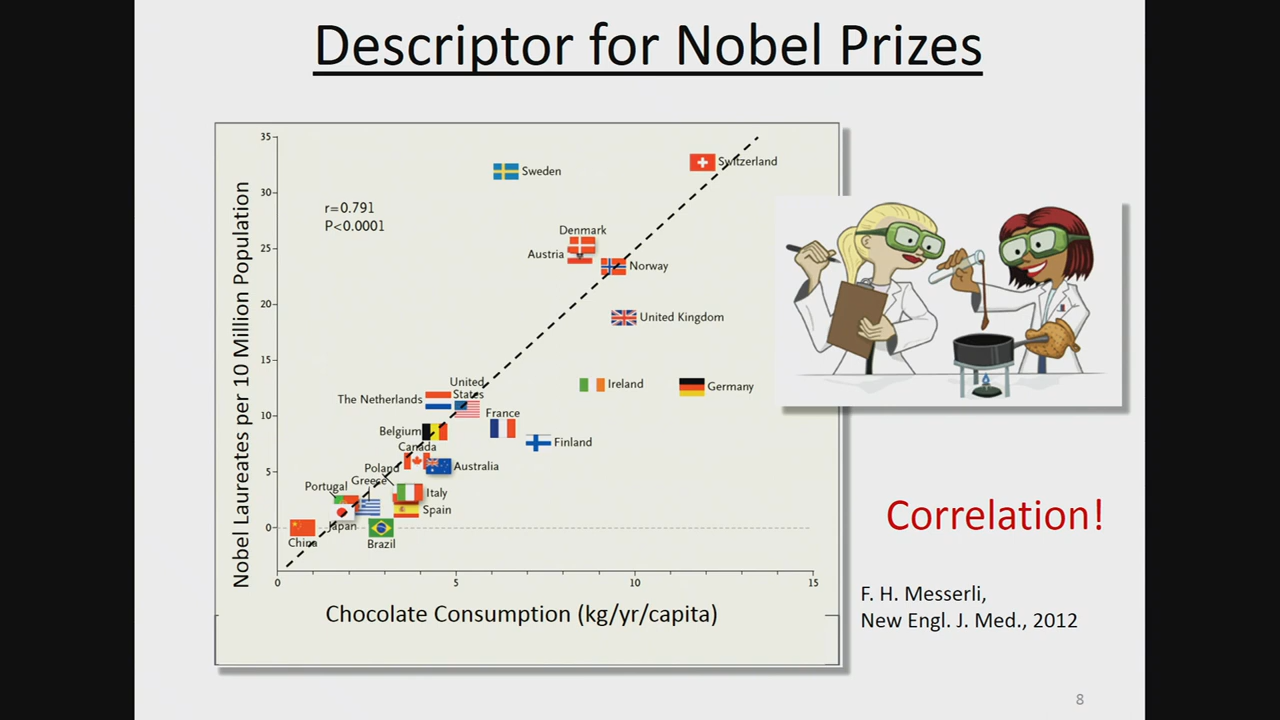 Descriptor for Nobel Prizes
35
30
25
20
15
10
5
0
Nobel Laureates per 10 Million Population
r=0.791
P<0.0001
Sweden
Switzerland
Denmark
Austria
Norway
United Kingdom
Ireland
Germany
United
States
The Netherlands
France
Belgium
Finland
Canada
Australia
Poland
Greece
Portugal
Italy
Spain
Japan
China
Brazil
0
5
10
15
Chocolate Consumption (kg/yr/capita)
Correlation!
F. H. Messerli,
New Engl. J. Med., 2012
8